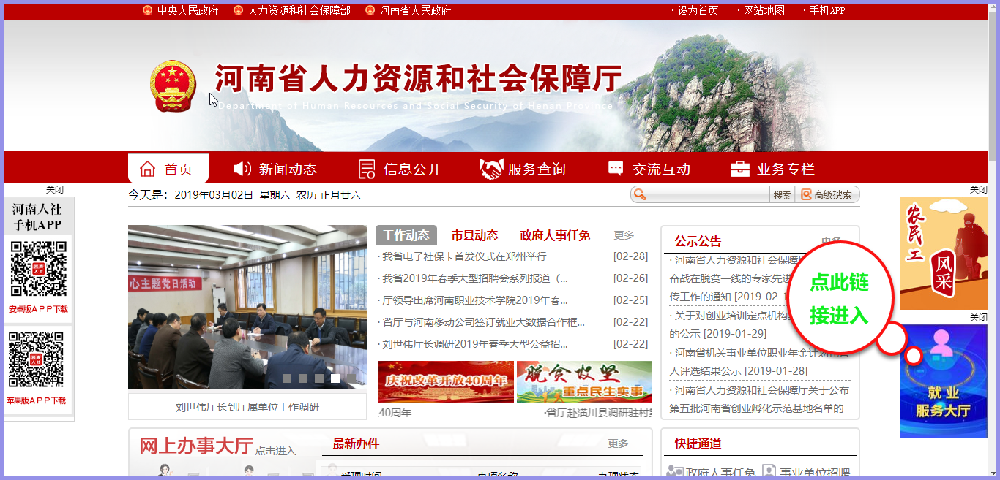 中央人民政府 人力资源和社会保障部 河南省人民政府 · 设为首页 · 网站地图 · 手机APP
河南省人力资源和社会保障厅
Department of Human Resources and Social Security of Henan Province
首页 新闻动态 信息公开 服务查询 交流互动 业务专栏
关闭
河南人社
手机APP
安卓版APP下载
苹果版APP下载
今天是：2019年03月02日 星期六 农历 正月廿六
搜索 高级搜索
心主题党日活动
刘世伟厅长到厅属单位工作调研
工作动态 市县动态 政府人事任免 更多
· 我省电子社保卡首发仪式在郑州举行 [02-28]
· 我省2019年春季大型招聘会系列报道（... [02-26]
· 厅领导出席河南职业技术学院2019年春... [02-25]
· 省厅与河南移动公司签订就业大数据合作框... [02-22]
· 刘世伟厅长调研2019年春季大型公益招... [02-22]
庆祝改革开放40周年
脱贫攻坚
重点民生实事
40周年 ·省厅赴潢川县调研驻村
公示公告 更多
· 河南省人力资源和社会保障厅
奋战在脱贫一线的专家先进
传工作的通知 [2019-02-1
· 关于对创业培训定点机构
的公示 [2019-01-29]
· 河南省机关事业单位职业年金计划托管
人评选结果公示 [2019-01-28]
· 河南省人力资源和社会保障厅关于公布
第五批河南省创业孵化示范基地名单的
点此链
接进入
关闭
农民工
风采
关闭
就业
服务大厅
网上办事大厅 点击进入
最新办件 更多
受理时间 事项名称 办理状态
快捷通道
政府人事任免 事业单位招聘